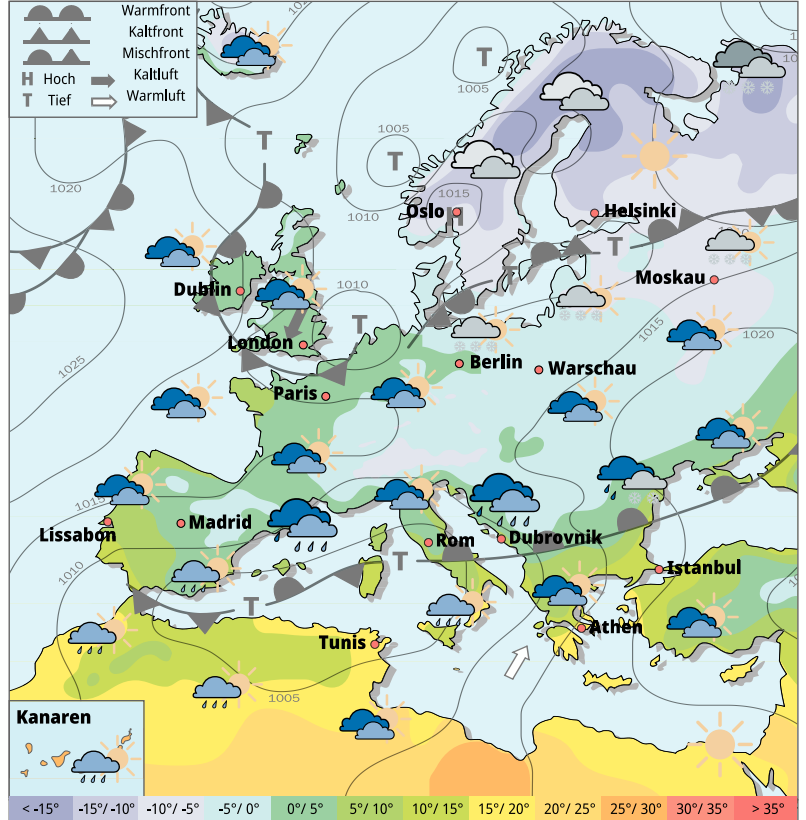 Warmfront
Kaltfront
Mischfront
H Hoch Kaltluft
T Tief Warmluft
T
1005
T
1005
T
1020
T
1015
1010
Oslo H
Helsinki
T
T
Moskau
1010
Dublin
T
1015
1020
London
1025
Berlin
Warschau
Paris
1015
Lissabon
Madrid
Rom
Dubrovnik
T
1010
Istanbul
T
Athen
Tunis
1005
Kanaren
< -15° -15°/ -10° -10°/ -5° -5°/ 0° 0°/ 5° 5°/ 10° 10°/ 15° 15°/ 20° 20°/ 25° 25°/ 30° 30°/ 35° > 35°